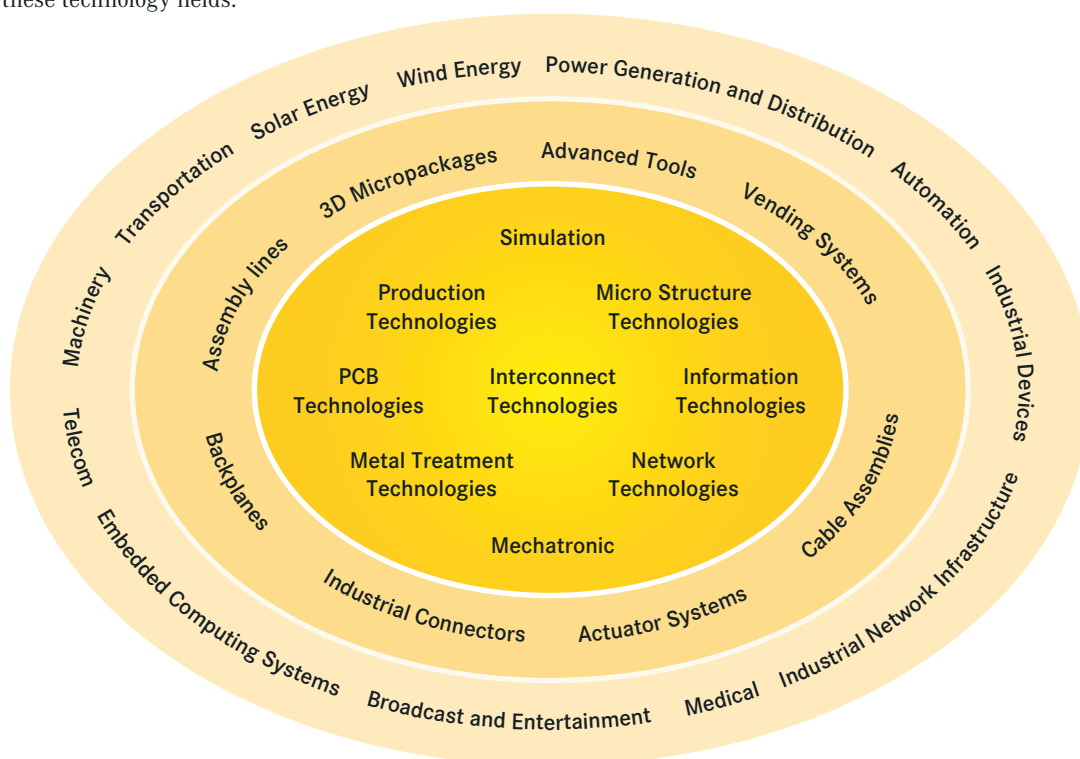 these technology fields.
Wind Energy
Power Generation and Distribution
Solar Energy
Automation
Transportation
Industrial Devices
Machinery
Telecom
Industrial Network Infrastructure
Embedded Computing Systems
Medical
Broadcast and Entertainment
3D Micropackages
Advanced Tools
Vending Systems
Assembly lines
Backplanes
Cable Assemblies
Industrial Connectors
Actuator Systems
Simulation
Production
Technologies
Micro Structure
Technologies
PCB
Technologies
Interconnect
Technologies
Information
Technologies
Metal Treatment
Technologies
Network
Technologies
Mechatronic